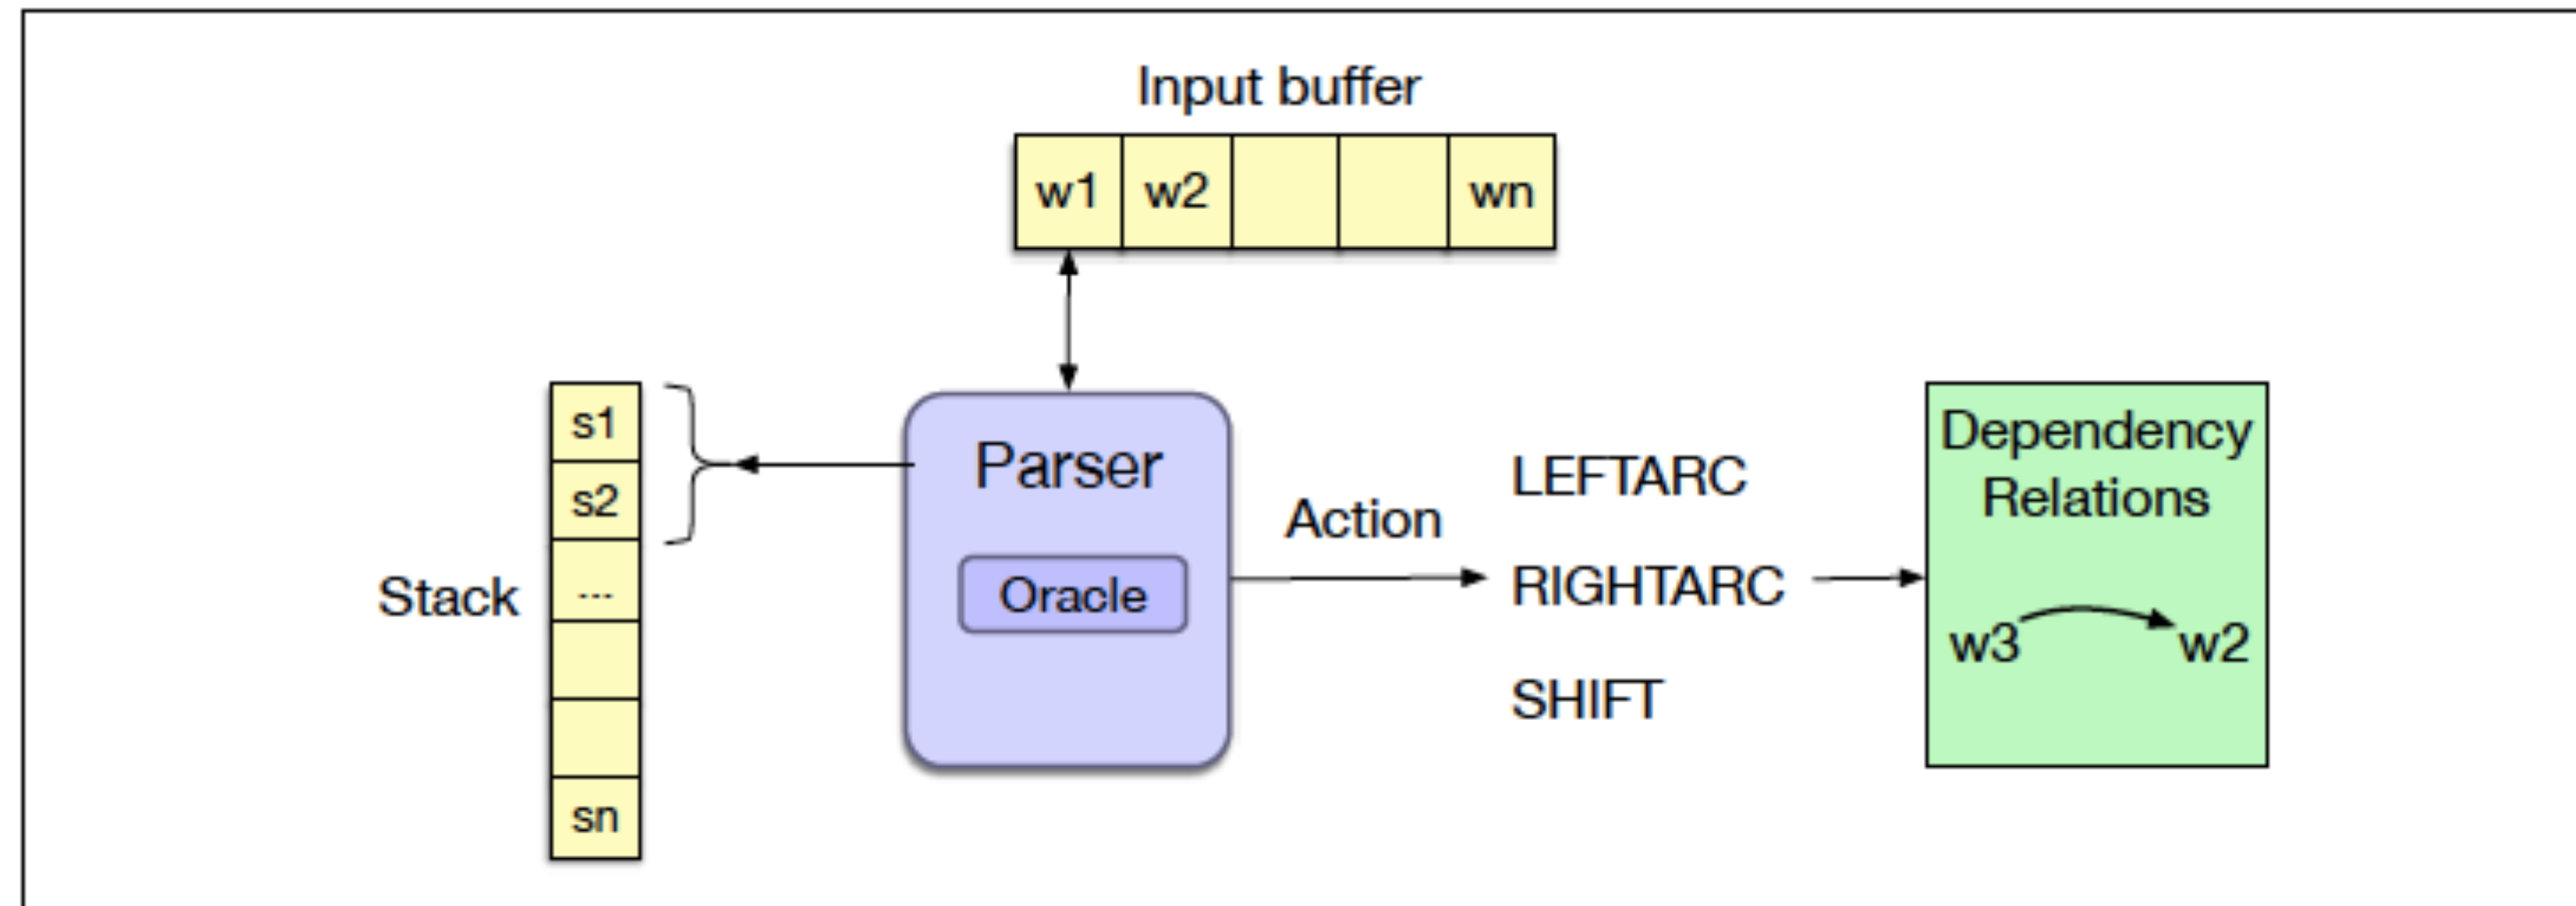 Input buffer
w1 w2 wn
s1
s2
...
sn
Stack
Parser
Oracle
Action
LEFTARC
RIGHTARC
SHIFT
Dependency
Relations
w3 w2